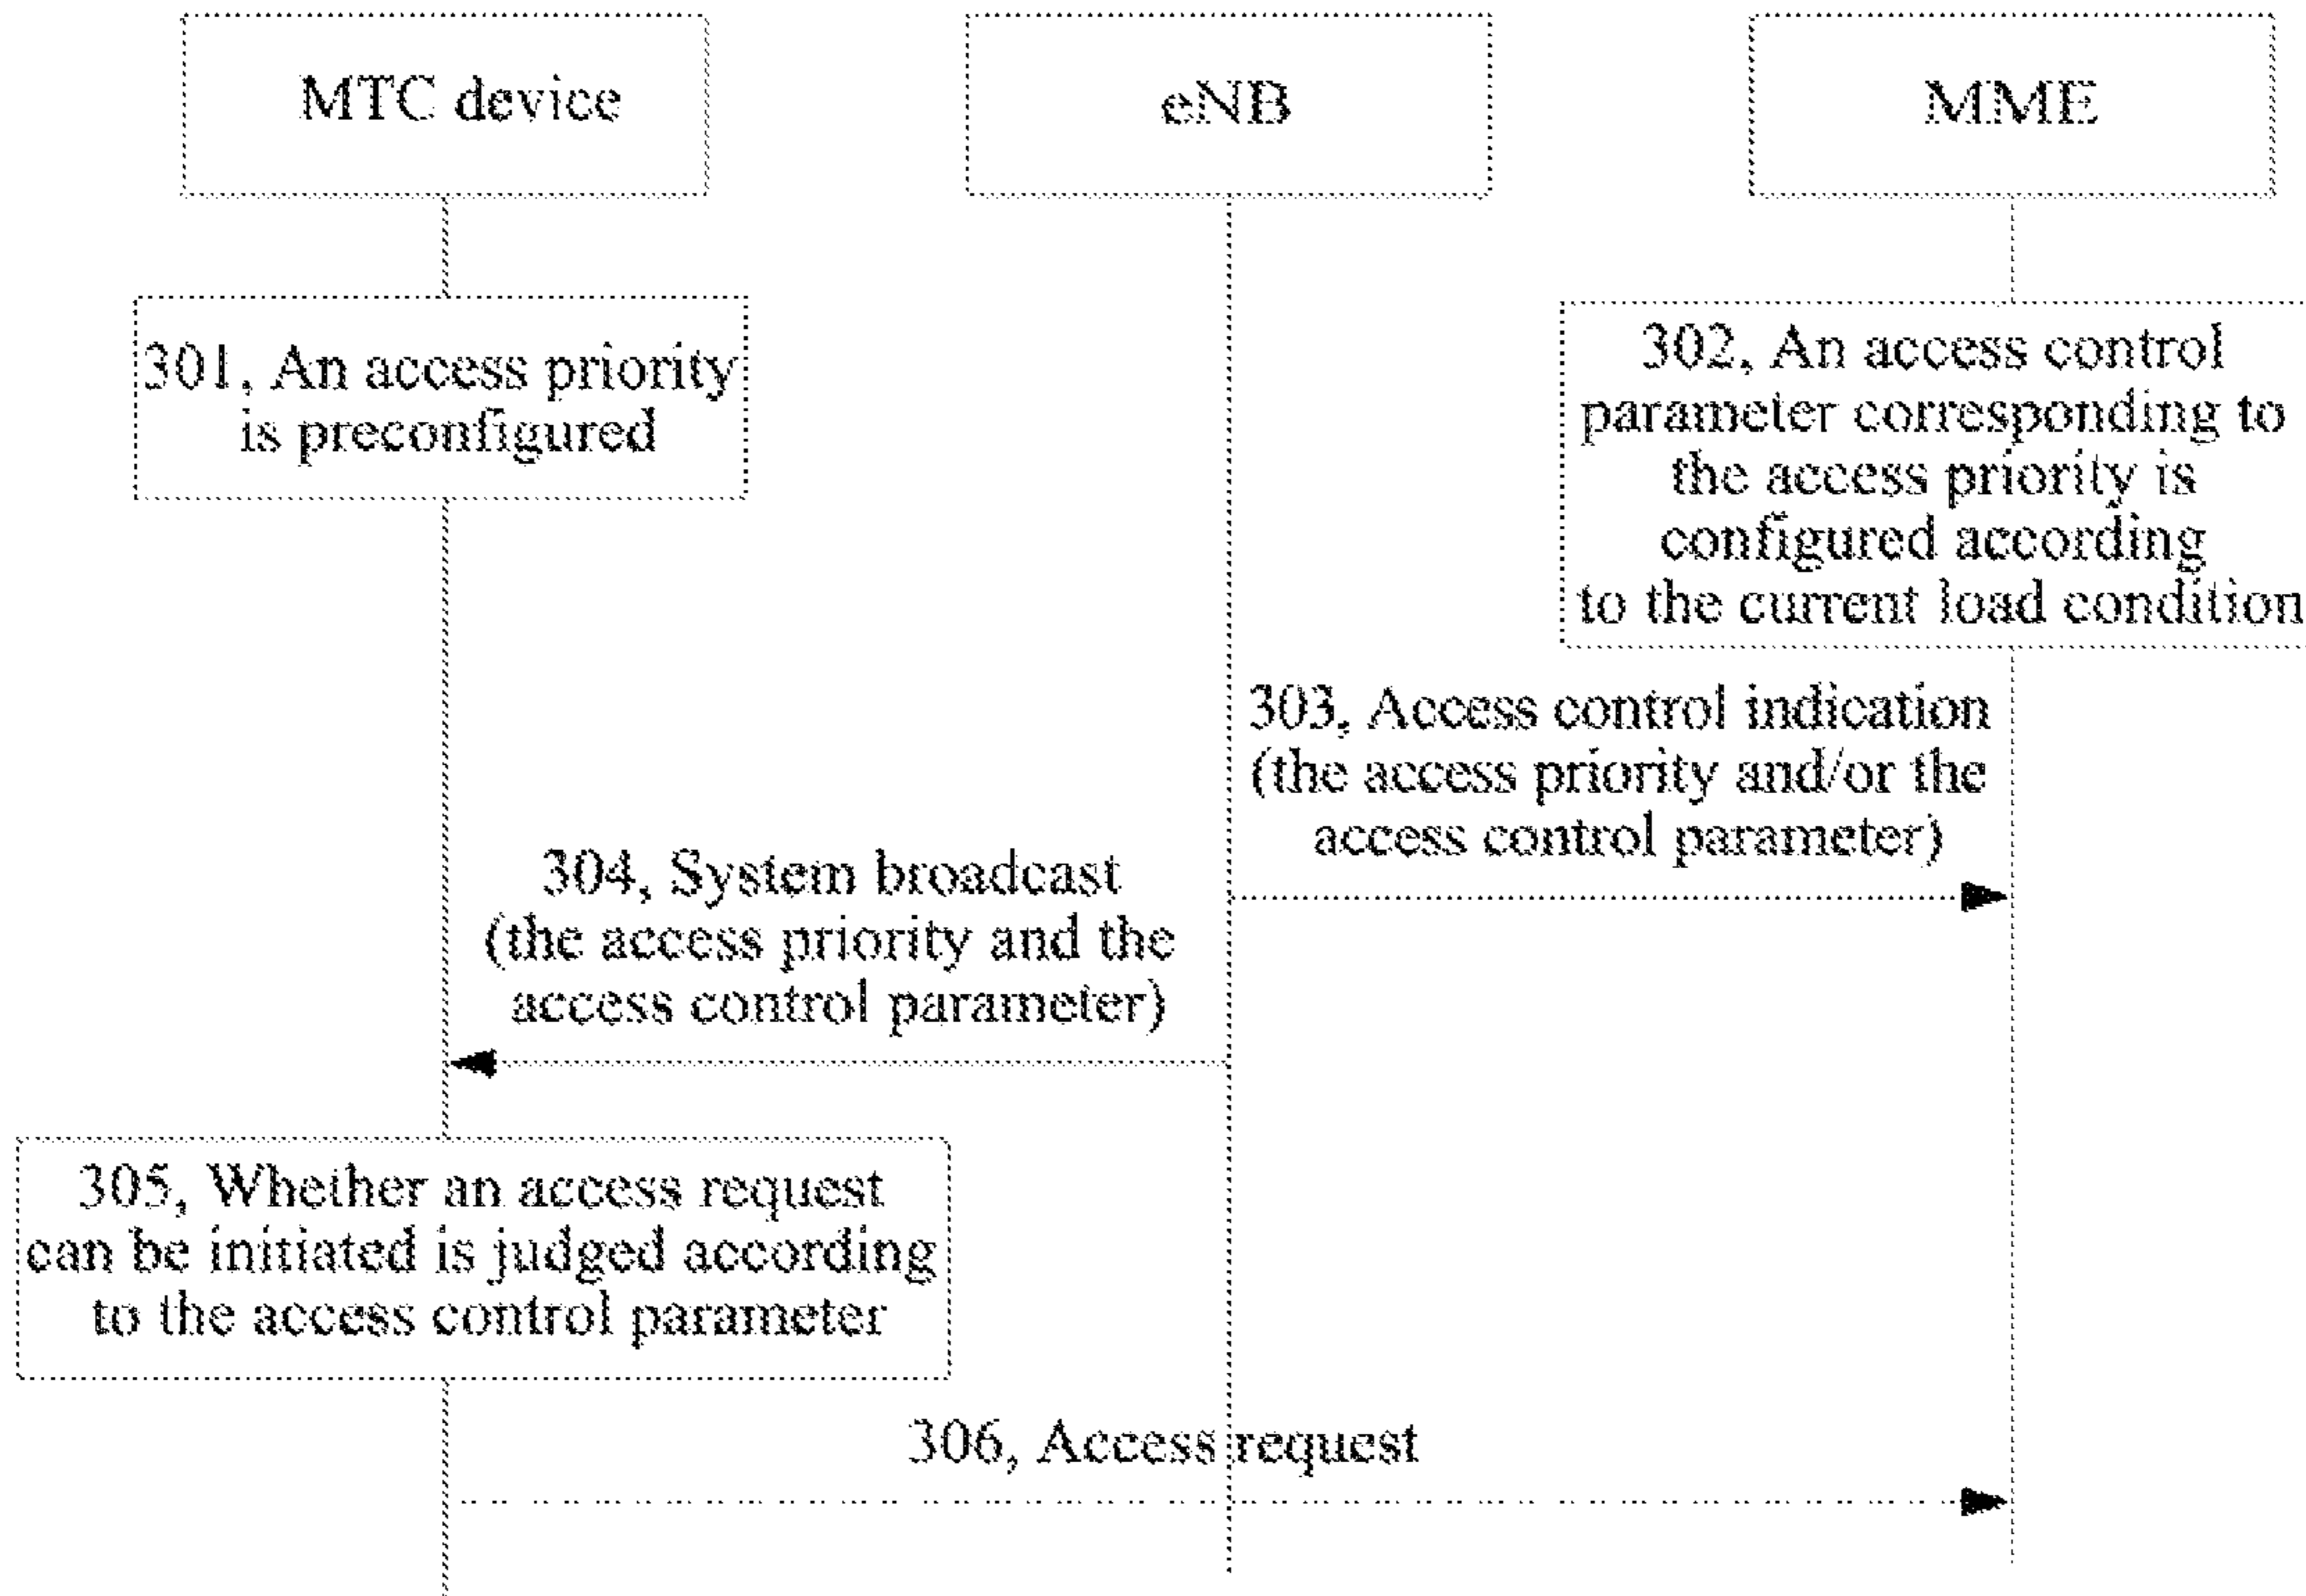 MTC device
eNB
MME
301, An access priority
is preconfigured
302, An access control
parameter corresponding to
the access priority is
configured according
to the current load condition
303, Access control indication
(the access priority and/or the
access control parameter)
304, System broadcast
(the access priority and the
access control parameter)
305, Whether an access request
can be initiated is judged according
to the access control parameter
306, Access request